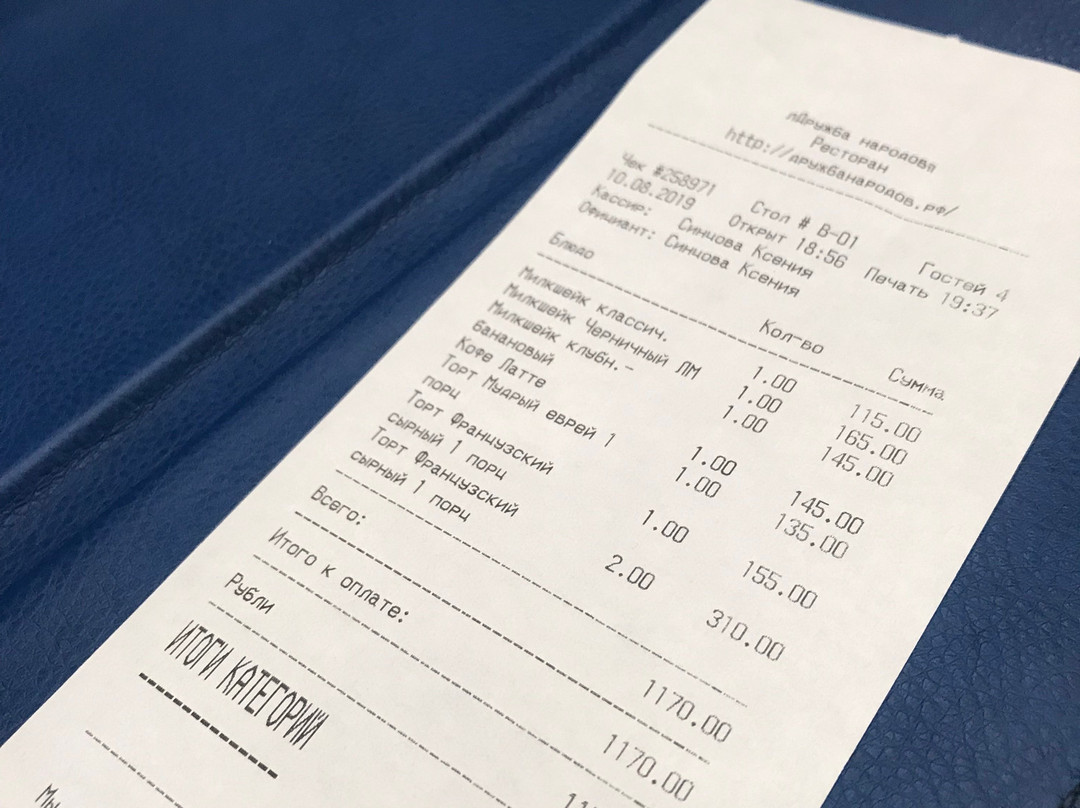 "Дружба народов"
Ресторан
http://дружбанародов.рф/
Чек #258971 Стол # B-01 Гостей 4
10.08.2019 Открыт 18:56 Печать 19:37
Кассир: Синцова Ксения
Официант: Синцова Ксения
Блюдо Кол-во Сумма
Милкшейк классич. 1.00 115.00
Милкшейк Черничный ЛМ 1.00 165.00
Милкшейк клубн.- 1.00 145.00
банановый
Кофе Латте 1.00 145.00
Торт Мудрый еврей 1 1.00 135.00
порц
Торт Французский 1.00 155.00
сырный 1 порц
Торт Французский 2.00 310.00
сырный 1 порц
Всего: 1170.00
Итого к оплате: 1170.00
Рубли
ИТОГИ КАТЕГОРИЙ